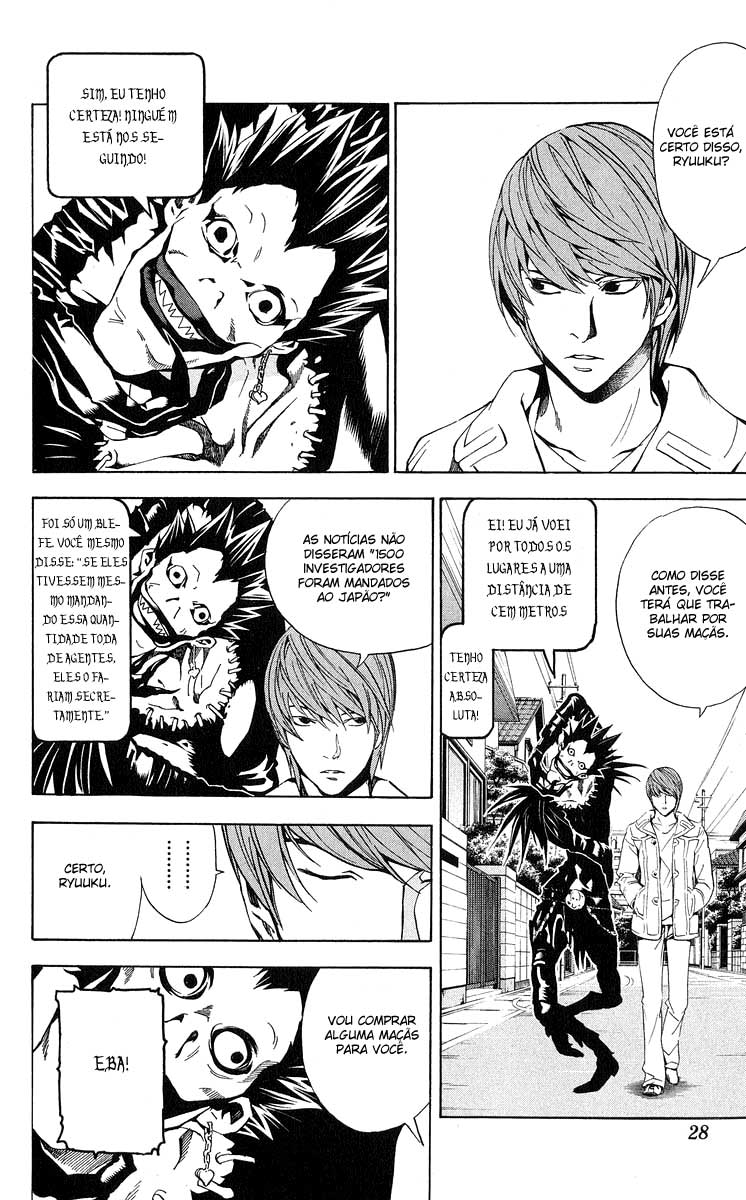 VOCÊ ESTÁ
CERTO DISSO,
RYUUKU?
SIM, EU TENHO
CERTEZA! NINGUÉM
ESTÁ NOS SE-
GUINDO!
COMO DISSE
ANTES, VOCÊ
TERÁ QUE TRA-
BALHAR POR
SUAS MAÇÃS.
EI! EU JÁ VOEI
POR TODOS OS
LUGARES A UMA
DISTÂNCIA DE
CEM METROS
TENHO
CERTEZA
ABSO-
LUTA!
AS NOTÍCIAS NÃO
DISSERAM "1500
INVESTIGADORES
FORAM MANDADOS
AO JAPÃO?"
FOI SÓ UM BLE-
FE. VOCÊ MESMO
DISSE: "SE ELES
TIVESSEM MES-
MO MANDAN-
DO ESSA QUAN-
TIDADE TODA
DE AGENTES,
ELES O FA-
RIAM SECRE-
TAMENTE."
CERTO,
RYUUKU.
VOU COMPRAR
ALGUMA MAÇÃS
PARA VOCÊ.
EBA!
28